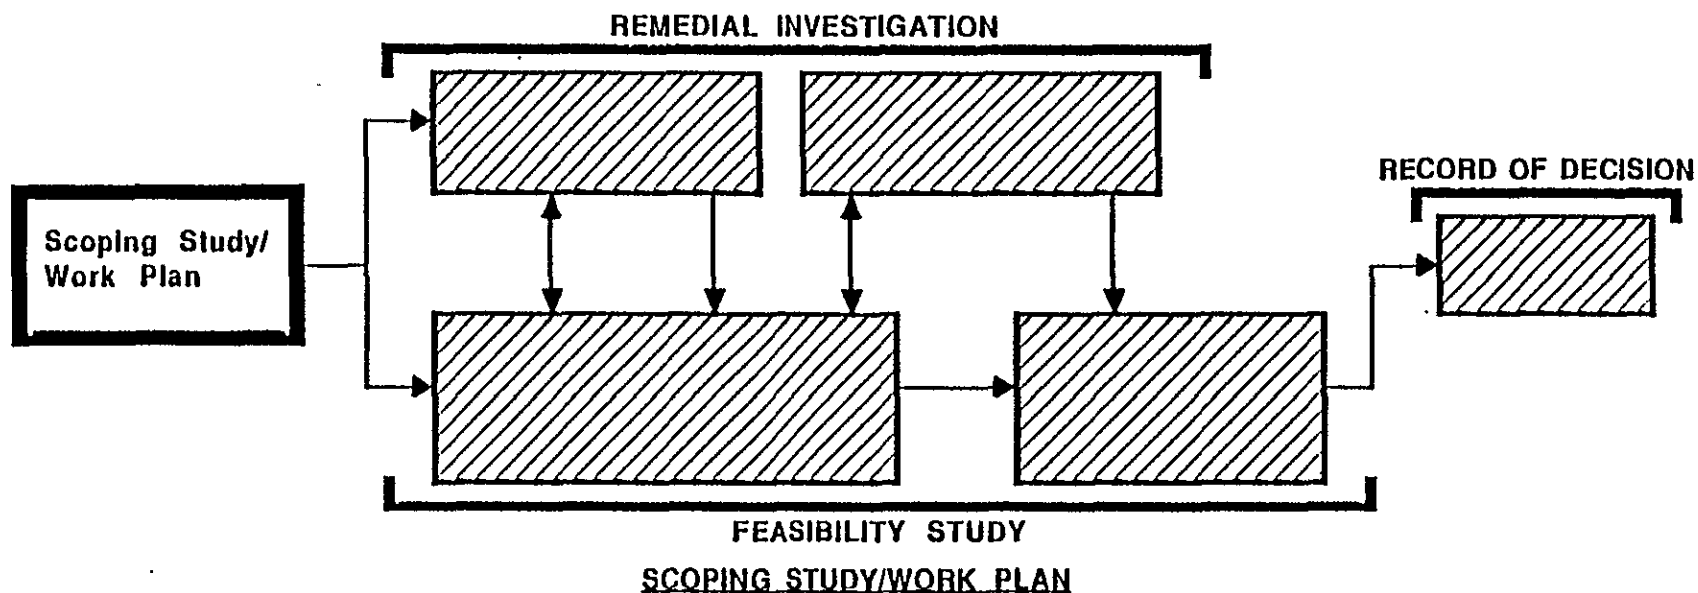 REMEDIAL INVESTIGATION
RECORD OF DECISION
Scoping Study/
Work Plan
FEASIBILITY STUDY
SCOPING STUDY/WORK PLAN